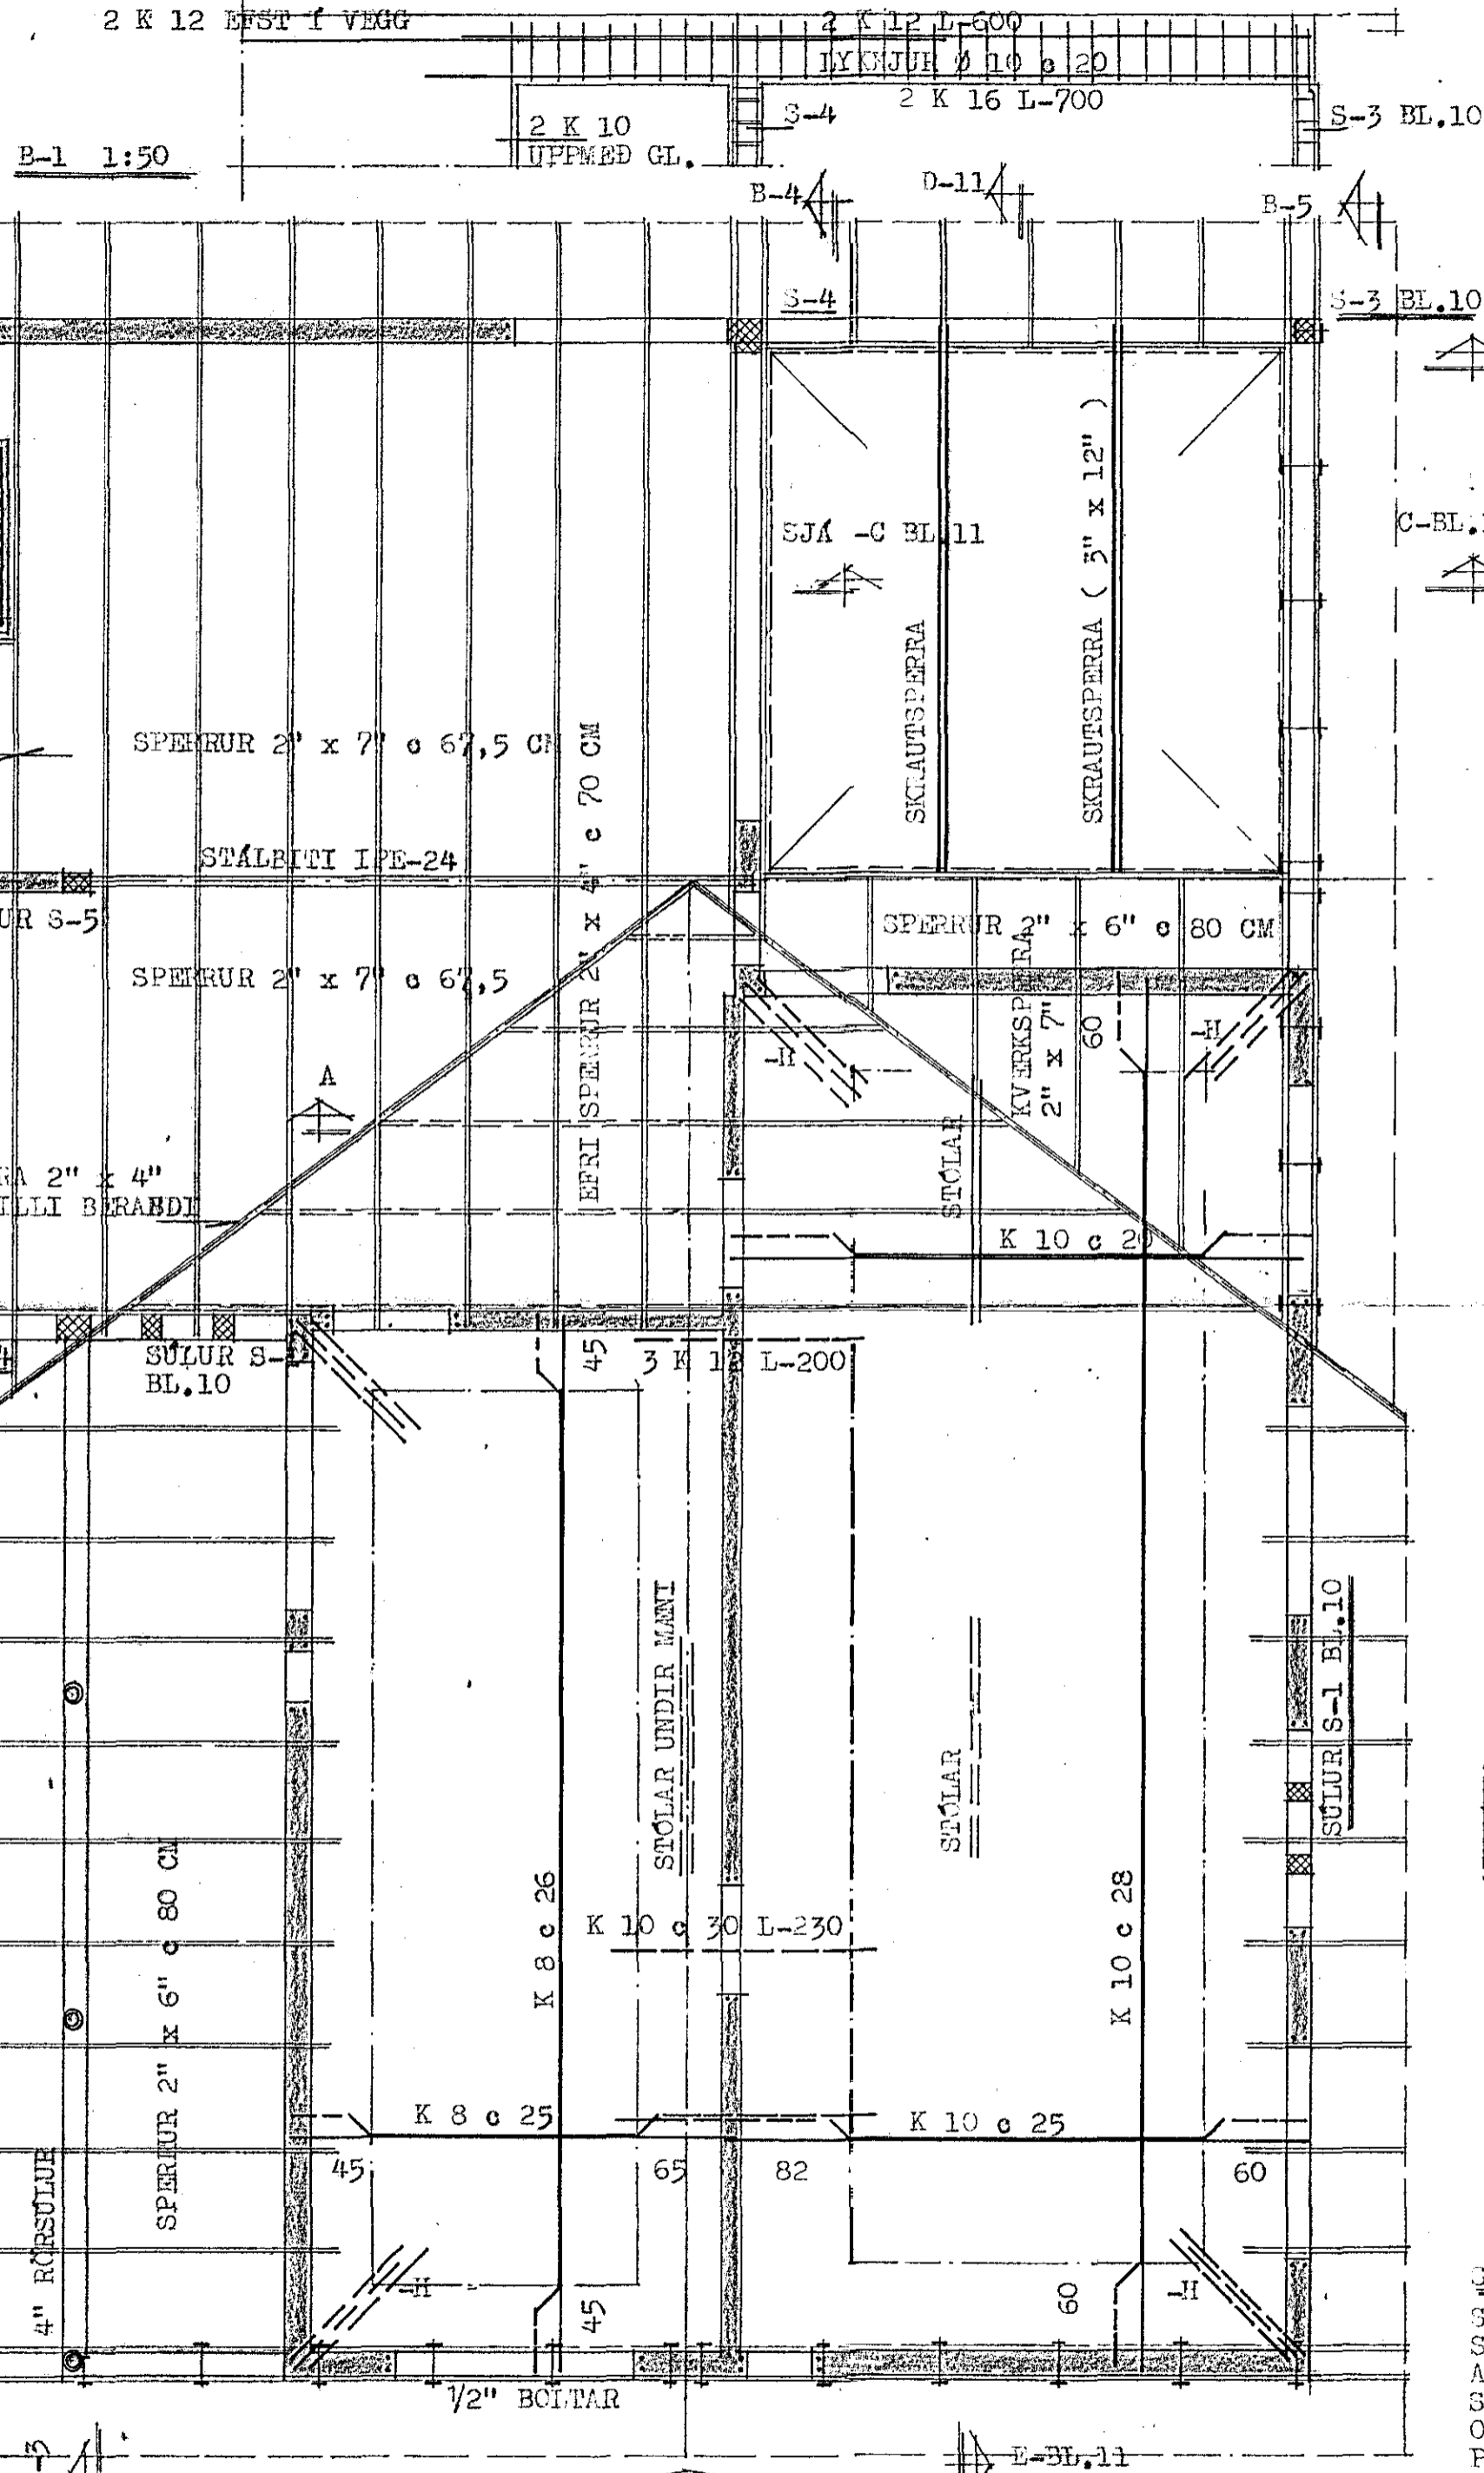 2 K 12 EFST Í VEGG
2 K 12 L-600
LYKKJUR Ø 10 c 20
2 K 16 L-700
2 K 10
UPPMEÐ GL.
S-4
S-3 BL.10
B-1 1:50
B-4
D-11
B-5
S-4
S-3 BL.10
SJÁ -C BL.11
C-BL.
SKRAUTSPERRA
SKRAUTSPERRA ( 5" x 12" )
SPERRUR 2" x 7" c 67,5 CM
EFRI SPERRUR 2" x 4" c 70 CM
STÁLBITI IPE-24
UR S-5
SPERRUR 2" x 6" c 80 CM
SPERRUR 2" x 7" c 67,5
KVERKSPERRA
2" x 7"
60
-H
-H
A
STÓLAR
RA 2" x 4"
ILLI BERANDI
K 10 c 20
SÚLUR S-
BL.10
45
3 K 12 L-200
STÓLAR UNDIR MÆNI
STÓLAR
SÚLUR S-1 BL.10
SPERRUR 2" x 6" c 80 CM
K 8 c 26
K 10 c 30 L-230
K 10 c 28
K 8 c 25
K 10 c 25
45
65
82
60
4" RÖRSÚLUR
-H
45
60
-H
1/2" BOLTAR
-3
E-BL.11
S
S
A
S
O